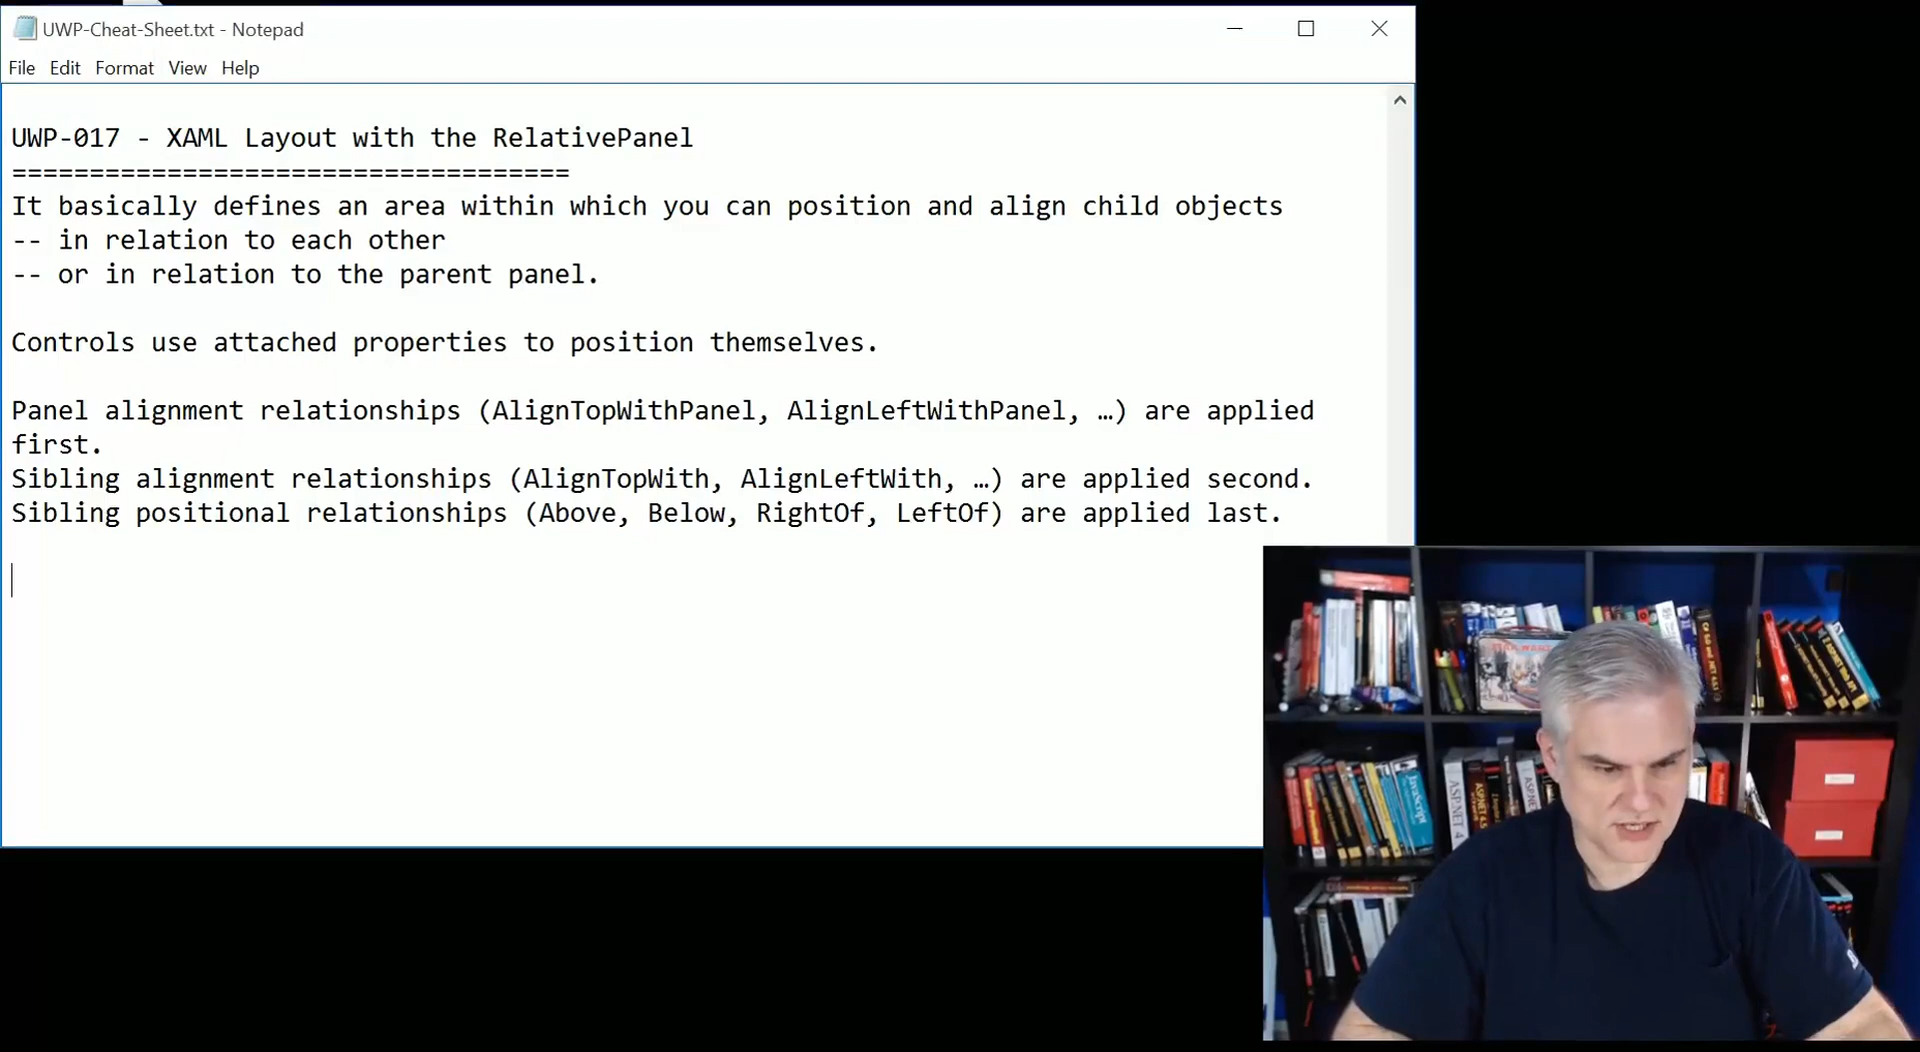 UWP-Cheat-Sheet.txt - Notepad
File Edit Format View Help
UWP-017 - XAML Layout with the RelativePanel
====================================
It basically defines an area within which you can position and align child objects
-- in relation to each other
-- or in relation to the parent panel.
Controls use attached properties to position themselves.
Panel alignment relationships (AlignTopWithPanel, AlignLeftWithPanel, …) are applied
first.
Sibling alignment relationships (AlignTopWith, AlignLeftWith, …) are applied second.
Sibling positional relationships (Above, Below, RightOf, LeftOf) are applied last.
JavaScript
ASP.NET 4